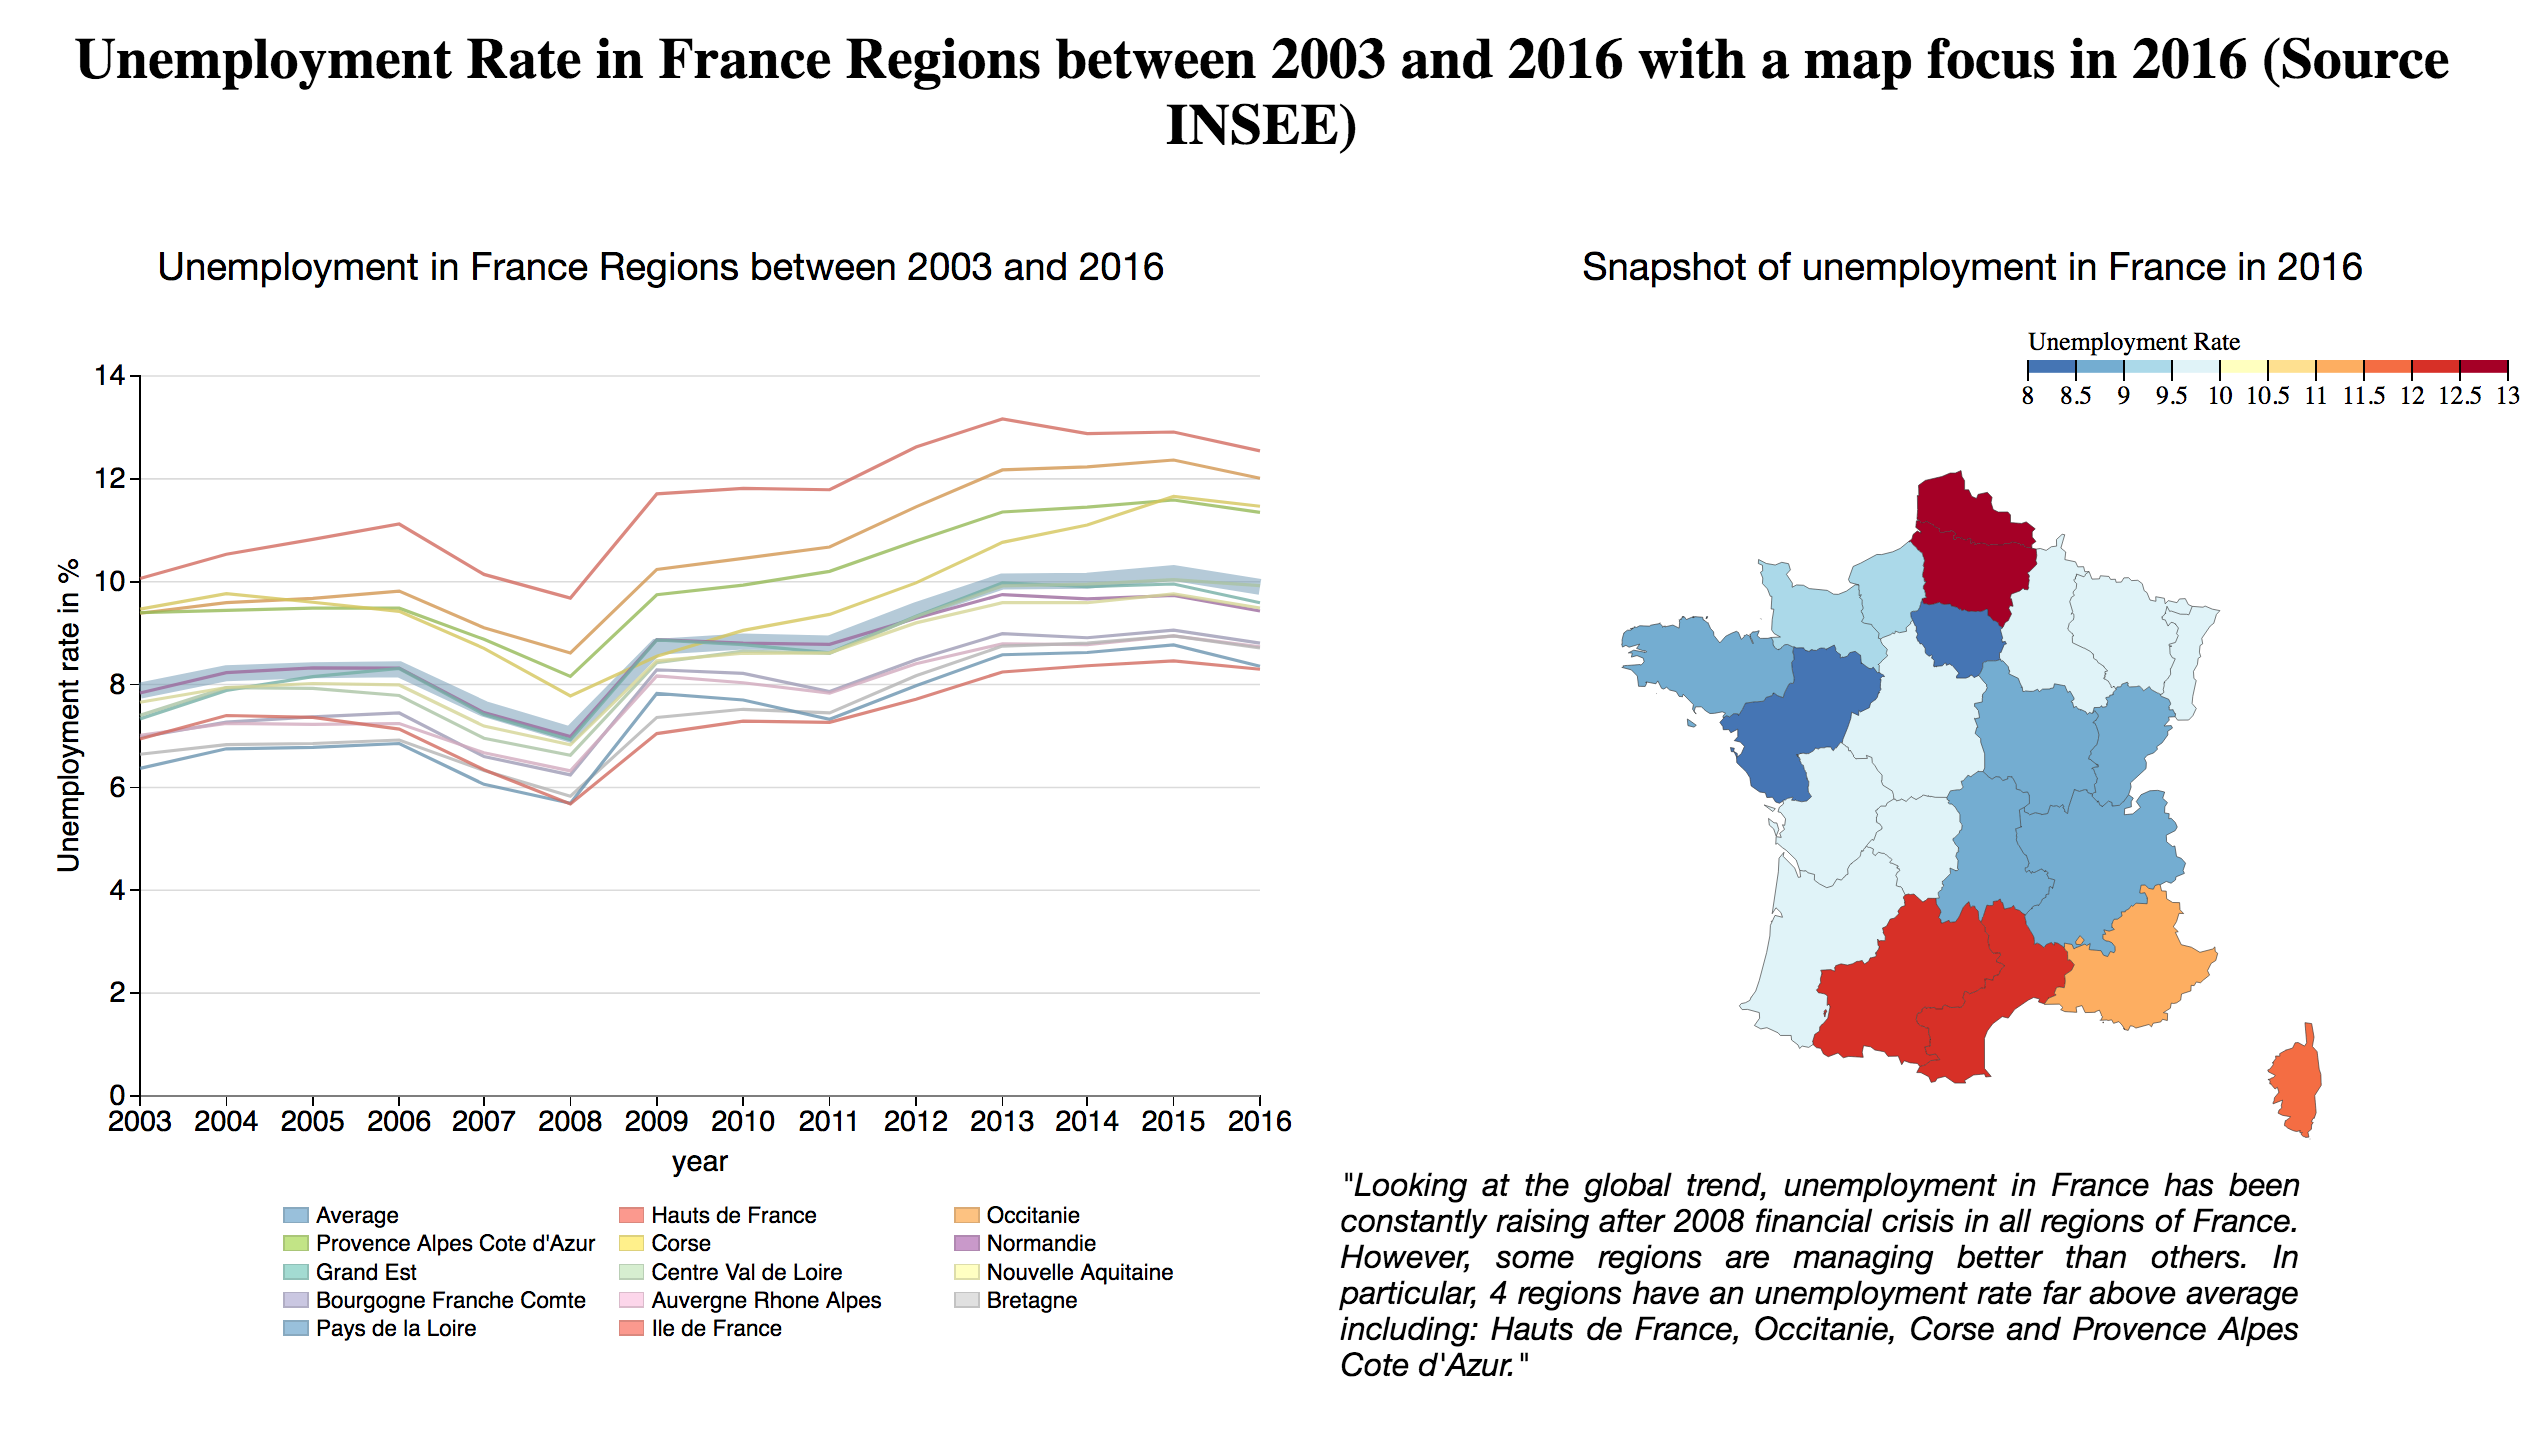 Unemployment Rate in France Regions between 2003 and 2016 with a map focus in 2016 (Source
INSEE)
Unemployment in France Regions between 2003 and 2016
Snapshot of unemployment in France in 2016
Unemployment Rate
8 8.5 9 9.5 10 10.5 11 11.5 12 12.5 13
14
12
10
8
6
4
2
0
Unemployment rate in %
2003 2004 2005 2006 2007 2008 2009 2010 2011 2012 2013 2014 2015 2016
year
Average Hauts de France Occitanie
Provence Alpes Cote d'Azur Corse Normandie
Grand Est Centre Val de Loire Nouvelle Aquitaine
Bourgogne Franche Comte Auvergne Rhone Alpes Bretagne
Pays de la Loire Ile de France
"Looking at the global trend, unemployment in France has been
constantly raising after 2008 financial crisis in all regions of France.
However, some regions are managing better than others. In
particular, 4 regions have an unemployment rate far above average
including: Hauts de France, Occitanie, Corse and Provence Alpes
Cote d'Azur."